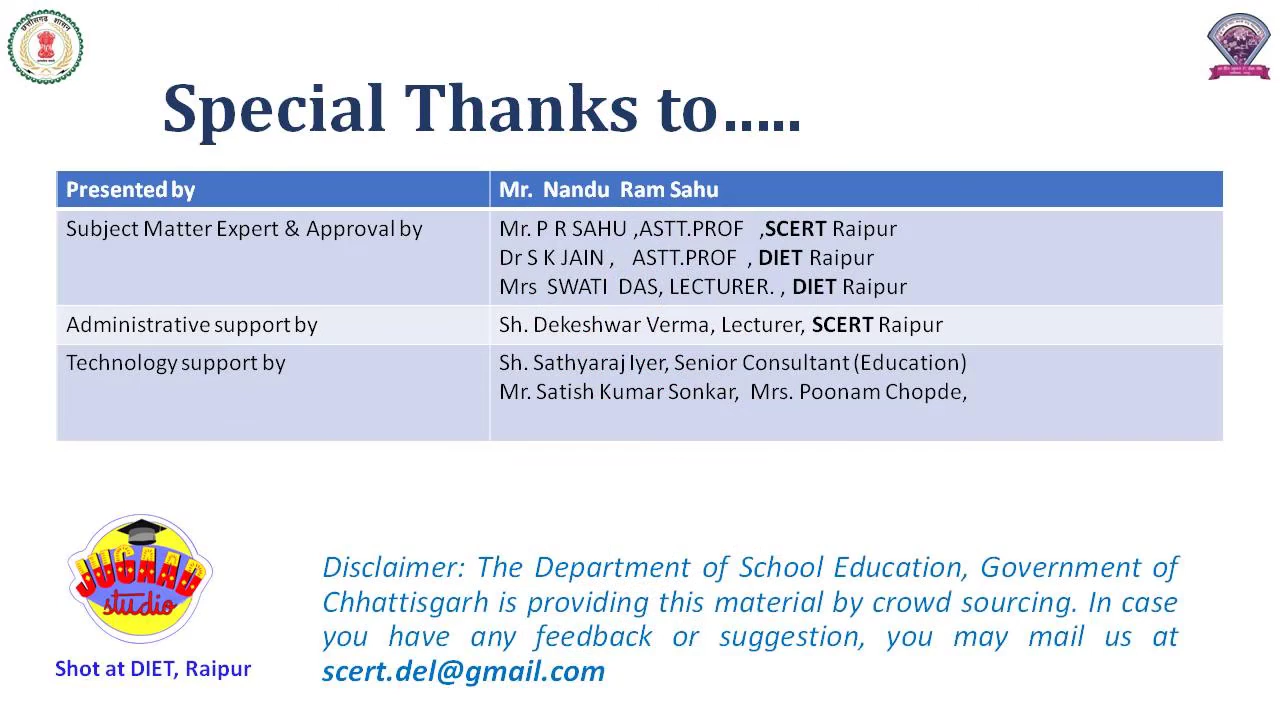 छत्तीसगढ़ शासन
Special Thanks to.....
Presented by
Mr. Nandu Ram Sahu
Subject Matter Expert & Approval by
Mr. P R SAHU ,ASTT.PROF ,SCERT Raipur
Dr S K JAIN , ASTT.PROF , DIET Raipur
Mrs SWATI DAS, LECTURER. , DIET Raipur
Administrative support by
Sh. Dekeshwar Verma, Lecturer, SCERT Raipur
Technology support by
Sh. Sathyaraj Iyer, Senior Consultant (Education)
Mr. Satish Kumar Sonkar, Mrs. Poonam Chopde,
JUGAAD
studio
Shot at DIET, Raipur
Disclaimer: The Department of School Education, Government of
Chhattisgarh is providing this material by crowd sourcing. In case
you have any feedback or suggestion, you may mail us at
scert.del@gmail.com